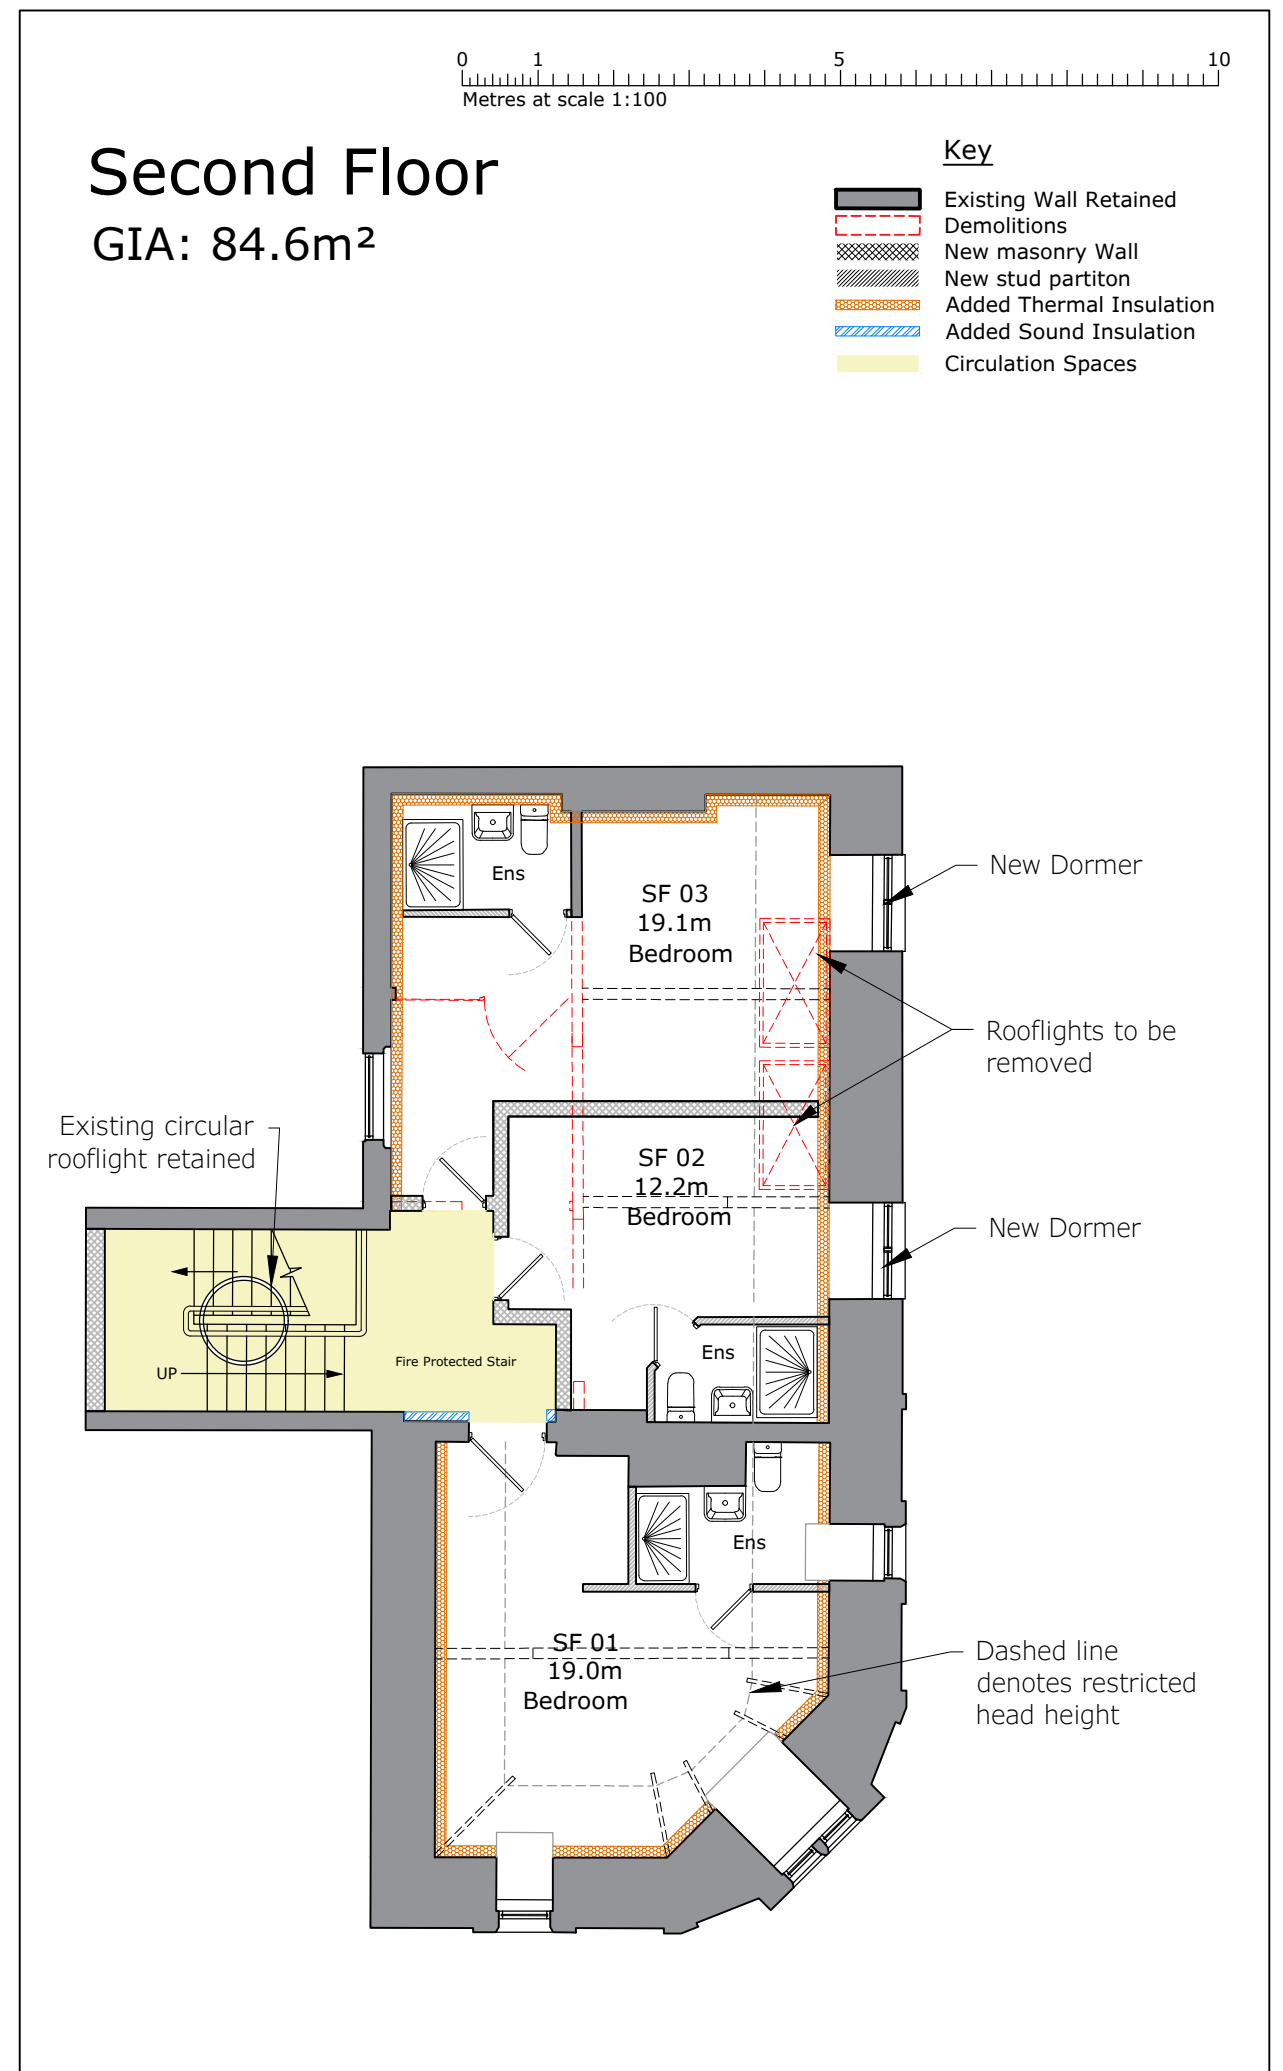 0 1 5 10
Metres at scale 1:100
Second Floor
GIA: 84.6m²
Key
Existing Wall Retained
Demolitions
New masonry Wall
New stud partiton
Added Thermal Insulation
Added Sound Insulation
Circulation Spaces
Ens
SF 03
19.1m
Bedroom
New Dormer
Rooflights to be
removed
Existing circular
rooflight retained
SF 02
12.2m
Bedroom
New Dormer
Ens
UP
Fire Protected Stair
Ens
SF 01
19.0m
Bedroom
Dashed line
denotes restricted
head height